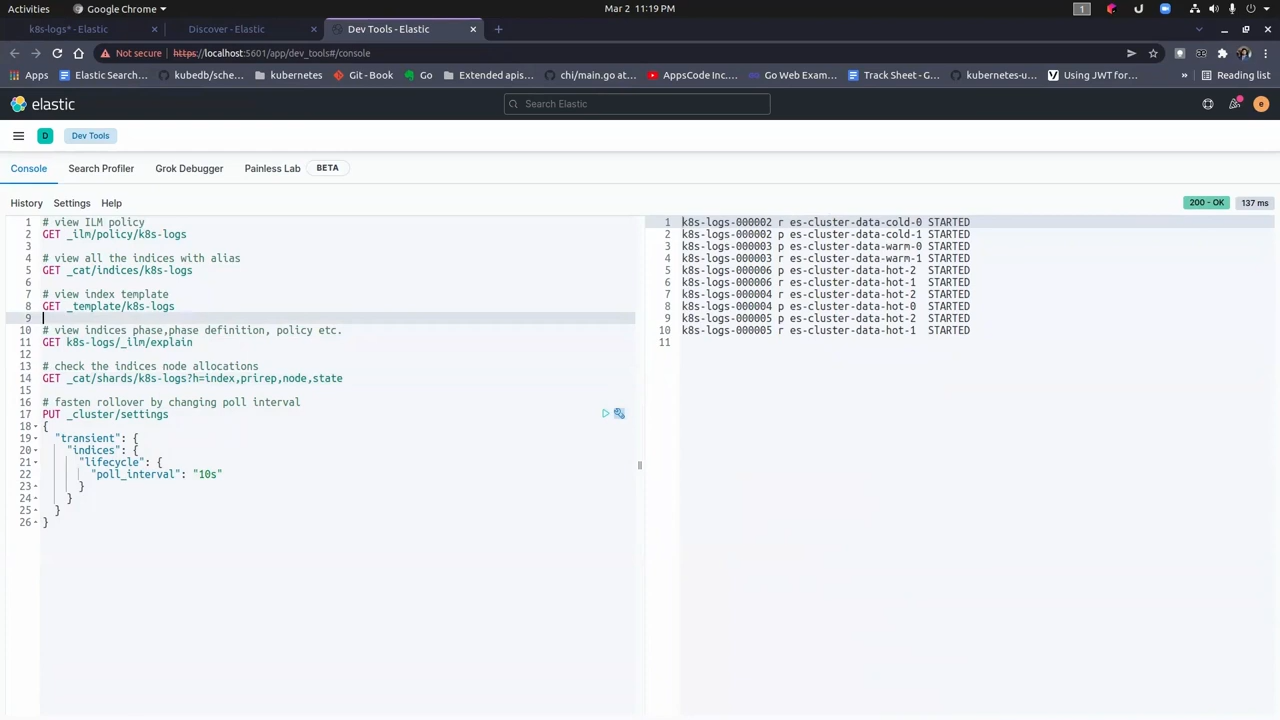 Activities Google Chrome Mar 2 11:19 PM 1
k8s-logs* - Elastic Discover - Elastic Dev Tools - Elastic
Not secure https://localhost:5601/app/dev_tools#/console
Apps Elastic Search... kubedb/sche... kubernetes Git - Book Go Extended apis... chi/main.go at... AppsCode Inc.... Go Web Exam... Track Sheet - G... kubernetes-u... Using JWT for... » Reading list
elastic Search Elastic e
D Dev Tools
Console Search Profiler Grok Debugger Painless Lab BETA
History Settings Help 200 - OK 137 ms
1 # view ILM policy
2 GET _ilm/policy/k8s-logs
3
4 # view all the indices with alias
5 GET _cat/indices/k8s-logs
6
7 # view index template
8 GET _template/k8s-logs
9
10 # view indices phase,phase definition, policy etc.
11 GET k8s-logs/_ilm/explain
12
13 # check the indices node allocations
14 GET _cat/shards/k8s-logs?h=index,prirep,node,state
15
16 # fasten rollover by changing poll interval
17 PUT _cluster/settings
18 {
19 "transient": {
20 "indices": {
21 "lifecycle": {
22 "poll_interval": "10s"
23 }
24 }
25 }
26 }
1 k8s-logs-000002 r es-cluster-data-cold-0 STARTED
2 k8s-logs-000002 p es-cluster-data-cold-1 STARTED
3 k8s-logs-000003 p es-cluster-data-warm-0 STARTED
4 k8s-logs-000003 r es-cluster-data-warm-1 STARTED
5 k8s-logs-000006 p es-cluster-data-hot-2 STARTED
6 k8s-logs-000006 r es-cluster-data-hot-1 STARTED
7 k8s-logs-000004 r es-cluster-data-hot-2 STARTED
8 k8s-logs-000004 p es-cluster-data-hot-0 STARTED
9 k8s-logs-000005 p es-cluster-data-hot-2 STARTED
10 k8s-logs-000005 r es-cluster-data-hot-1 STARTED
11